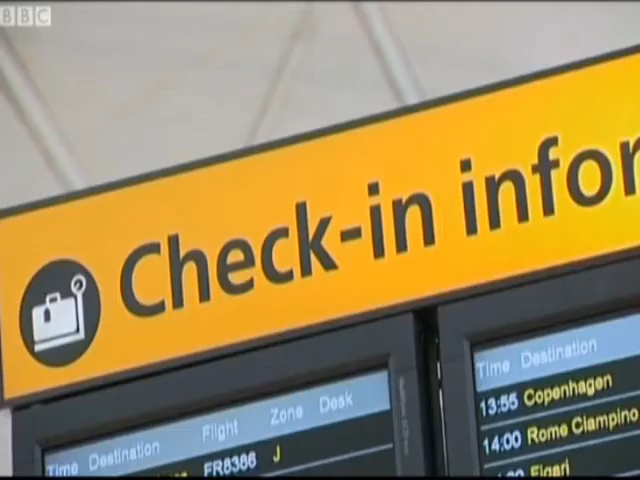 BBC
Check-in infor
Time Destination Flight Zone Desk
FR8386 J
Time Destination
13:55 Copenhagen
14:00 Rome Ciampino
Figari